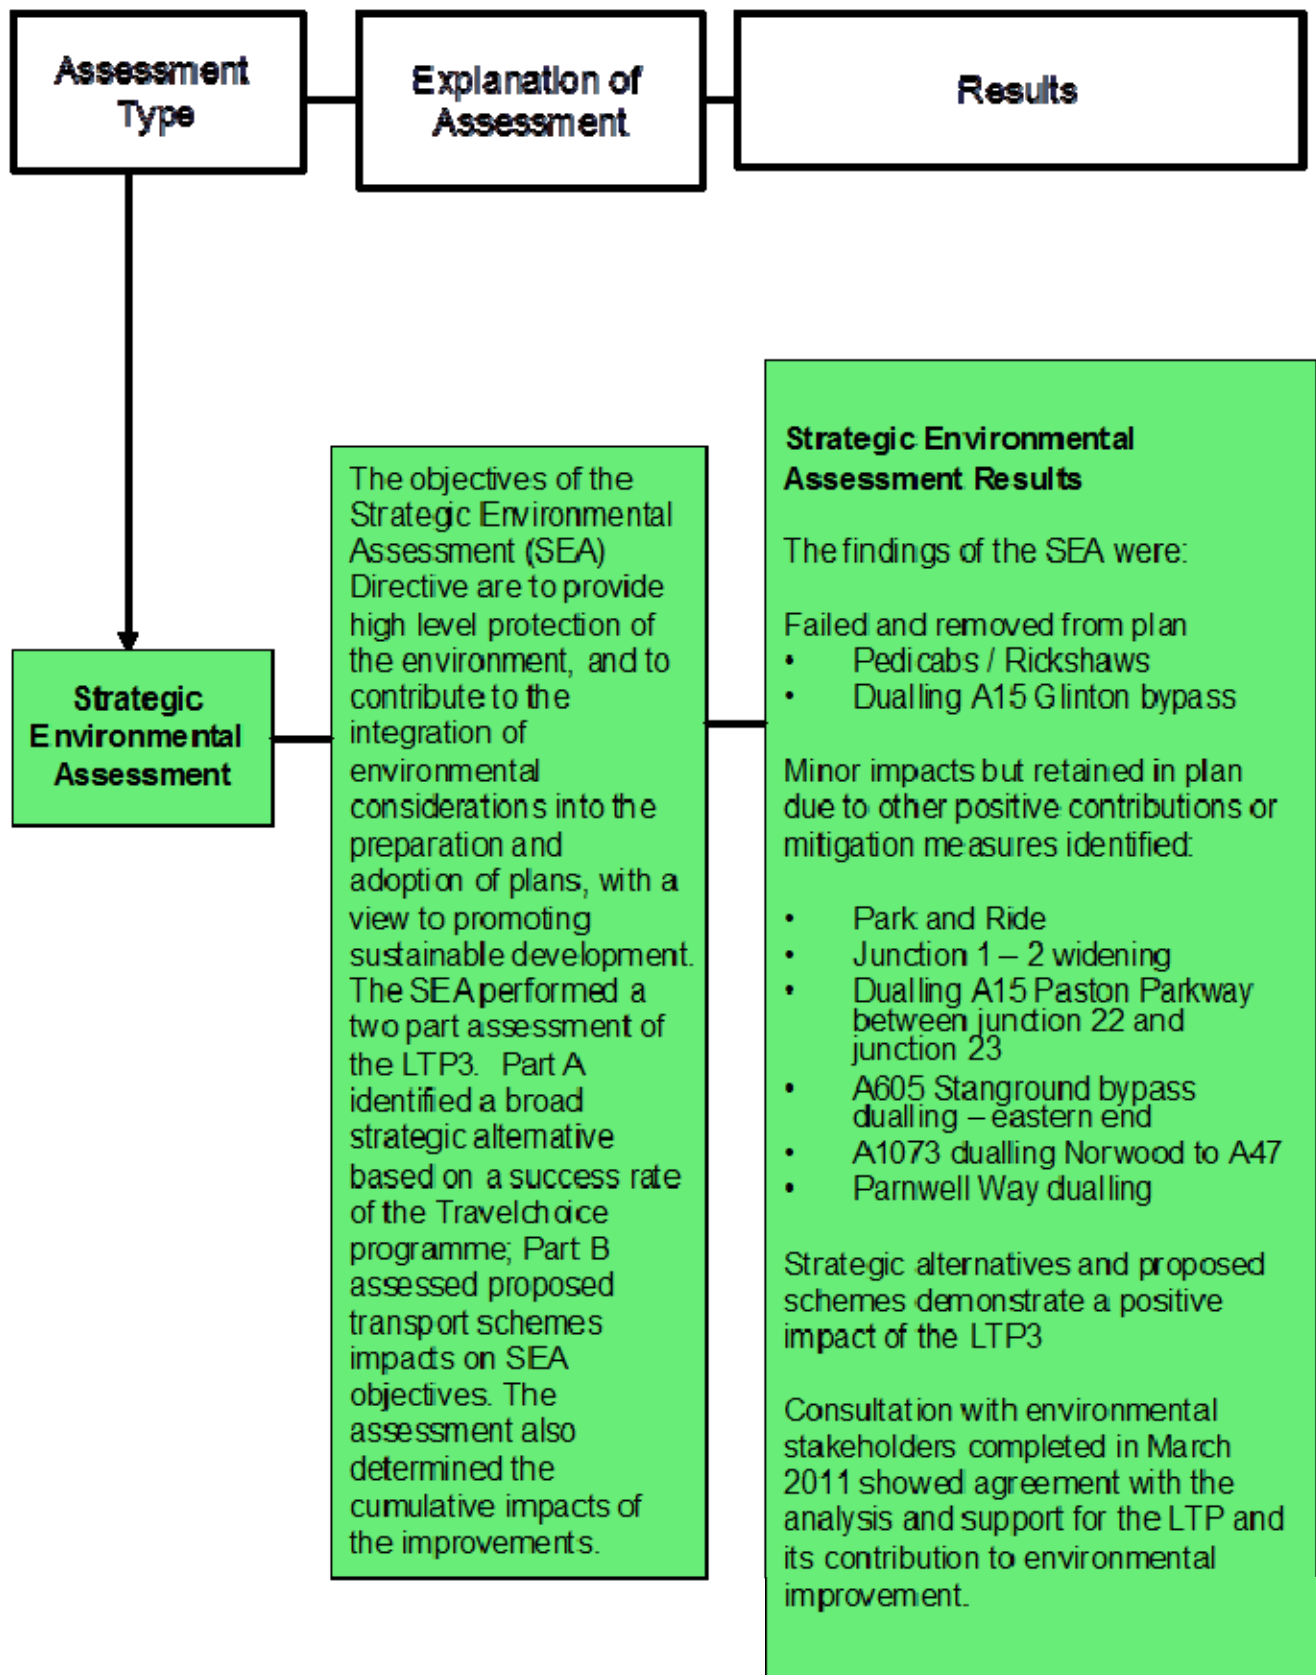 Assessment
Type
Explanation of
Assessment
Results
Strategic
Environmental
Assessment
The objectives of the
Strategic Environmental
Assessment (SEA)
Directive are to provide
high level protection of
the environment, and to
contribute to the
integration of
environmental
considerations into the
preparation and
adoption of plans, with a
view to promoting
sustainable development.
The SEA performed a
two part assessment of
the LTP3. Part A
identified a broad
strategic alternative
based on a success rate
of the Travelchoice
programme; Part B
assessed proposed
transport schemes
impacts on SEA
objectives. The
assessment also
determined the
cumulative impacts of
the improvements.
Strategic Environmental
Assessment Results
The findings of the SEA were:
Failed and removed from plan
• Pedicabs / Rickshaws
• Dualling A15 Glinton bypass
Minor impacts but retained in plan
due to other positive contributions or
mitigation measures identified:
• Park and Ride
• Junction 1 – 2 widening
• Dualling A15 Paston Parkway
between junction 22 and
junction 23
• A605 Stanground bypass
dualling – eastern end
• A1073 dualling Norwood to A47
• Parnwell Way dualling
Strategic alternatives and proposed
schemes demonstrate a positive
impact of the LTP3
Consultation with environmental
stakeholders completed in March
2011 showed agreement with the
analysis and support for the LTP and
its contribution to environmental
improvement.